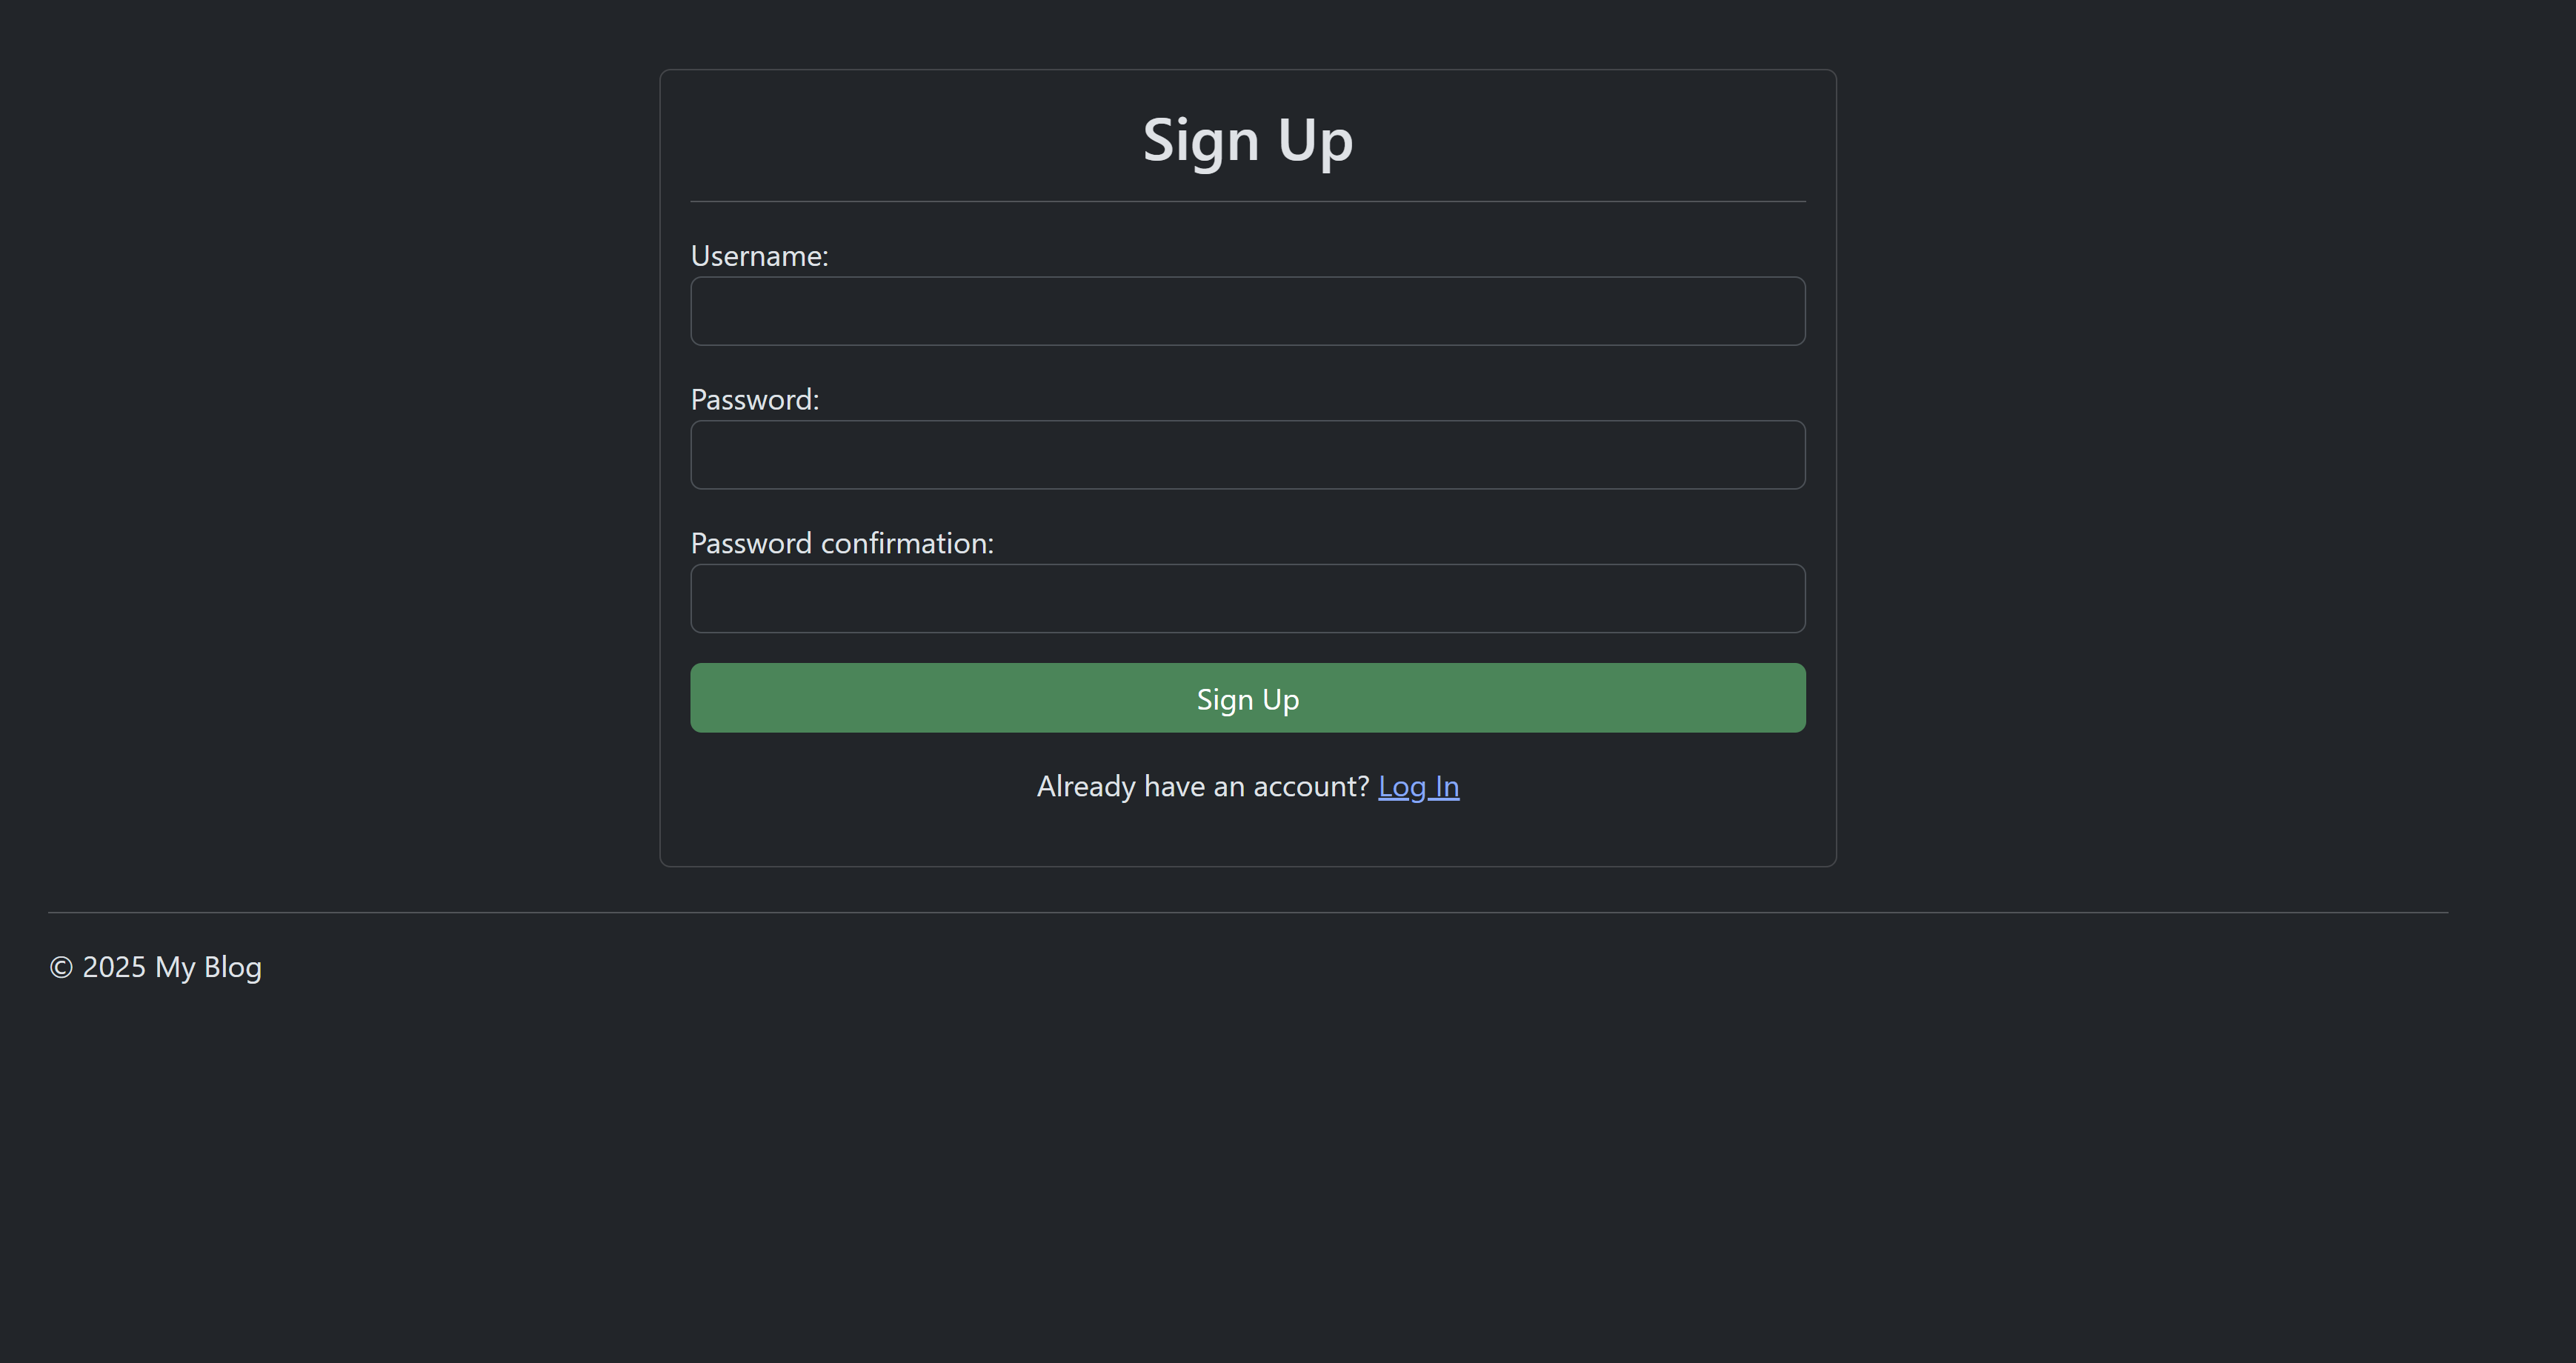 Sign Up
Username:
Password:
Password confirmation:
Sign Up
Already have an account? Log In
© 2025 My Blog